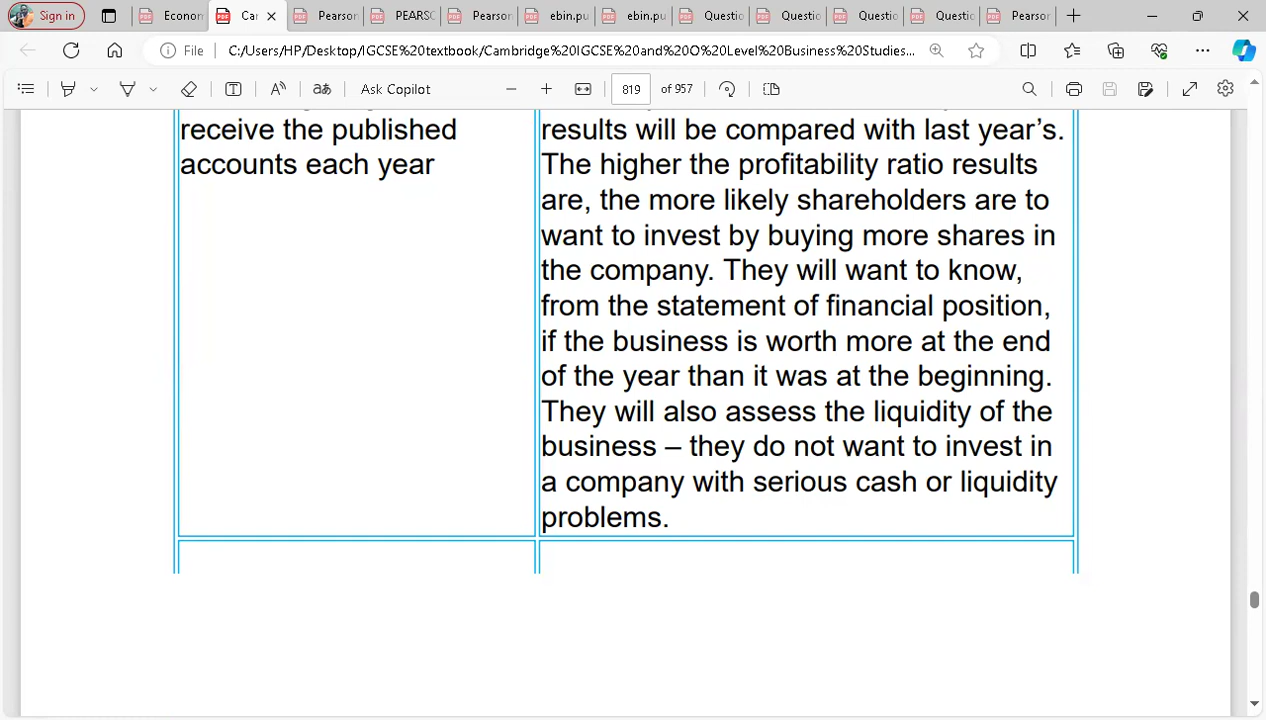 Sign in
Econom
Ca
Pearson
PEARSC
Pearson
ebin.pu
ebin.pu
Questio
Questio
Questio
Questio
Pearson
File
C:/Users/HP/Desktop/IGCSE%20textbook/Cambridge%20IGCSE%20and%20O%20Level%20Business%20Studies...
Ask Copilot
819 of 957
receive the published
accounts each year
results will be compared with last year’s.
The higher the profitability ratio results
are, the more likely shareholders are to
want to invest by buying more shares in
the company. They will want to know,
from the statement of financial position,
if the business is worth more at the end
of the year than it was at the beginning.
They will also assess the liquidity of the
business – they do not want to invest in
a company with serious cash or liquidity
problems.